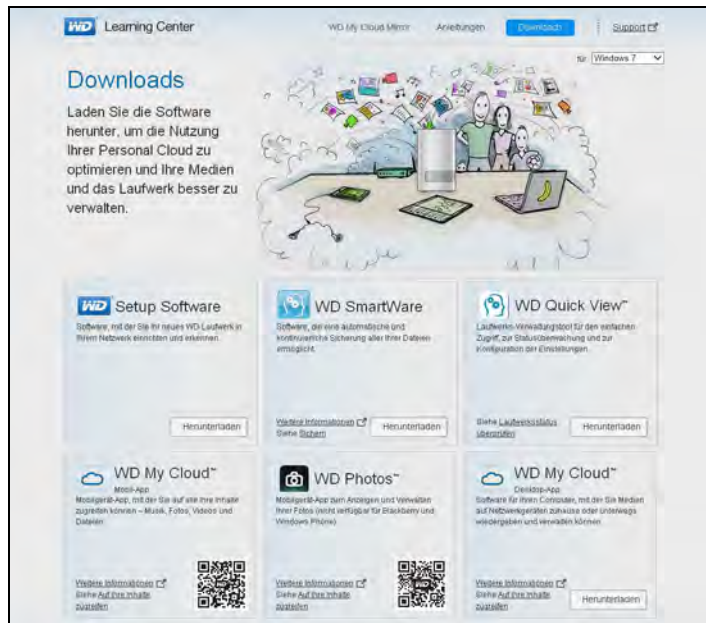 WD Learning Center
WD My Cloud Mirror
Anleitungen
Downloads
Support
für Windows 7
Downloads
Laden Sie die Software
herunter, um die Nutzung
Ihrer Personal Cloud zu
optimieren und Ihre Medien
und das Laufwerk besser zu
verwalten.
WD Setup Software
Software, mit der Sie Ihr neues WD-Laufwerk in
Ihrem Netzwerk einrichten und erkennen.
Herunterladen
WD SmartWare
Software, die eine automatische und
kontinuierliche Sicherung aller Ihrer Dateien
ermöglicht.
Weitere Informationen
Siehe Sichern
Herunterladen
WD Quick View™
Laufwerks-Verwaltungstool für den einfachen
Zugriff, zur Statusüberwachung und zur
Konfiguration der Einstellungen.
Siehe Laufwerksstatus
überprüfen
Herunterladen
WD My Cloud™
Mobil-App
Mobilgerät-App, mit der Sie auf alle Ihre Inhalte
zugreifen können – Musik, Fotos, Videos und
Dateien.
Weitere Informationen
Siehe Auf Ihre Inhalte
zugreifen
WD Photos™
Mobilgerät-App zum Anzeigen und Verwalten
Ihrer Fotos (nicht verfügbar für Blackberry und
Windows Phone).
Weitere Informationen
Siehe Auf Ihre Inhalte
zugreifen
WD My Cloud™
Desktop-App
Software für Ihren Computer, mit der Sie Medien
auf Netzwerkgeräten zuhause oder unterwegs
wiedergeben und verwalten können.
Weitere Informationen
Siehe Auf Ihre Inhalte
zugreifen
Herunterladen